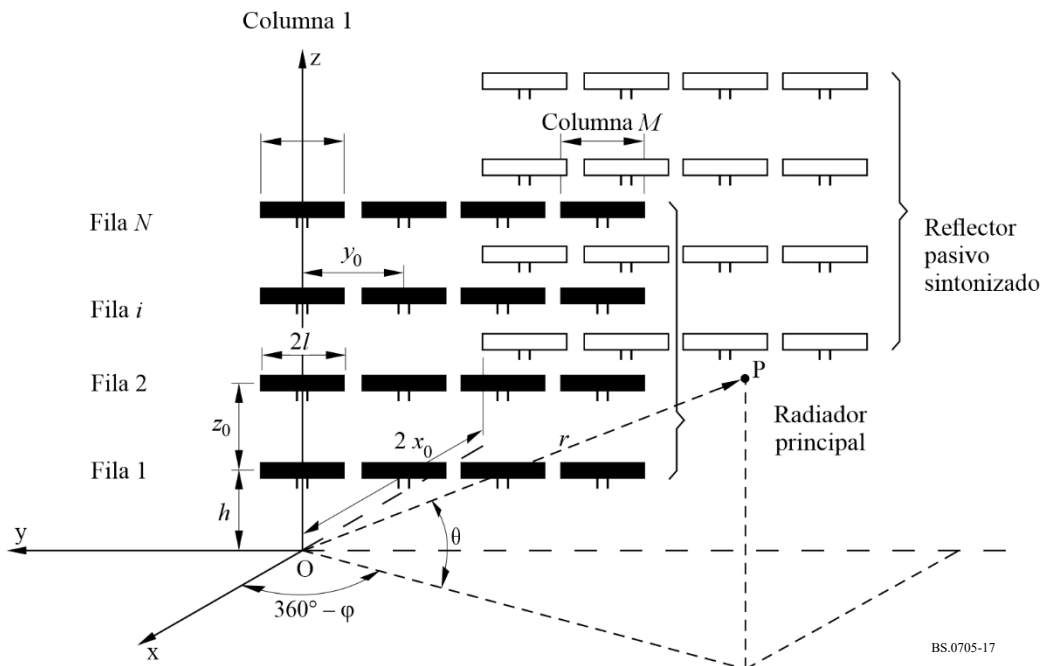 Columna 1
z
Columna M
Fila N
y₀
Reflector
pasivo
sintonizado
Fila i
2l
Fila 2
P
z₀
Radiador
principal
2 x₀
r
Fila 1
h
θ
y
O
360° – φ
x
BS.0705-17